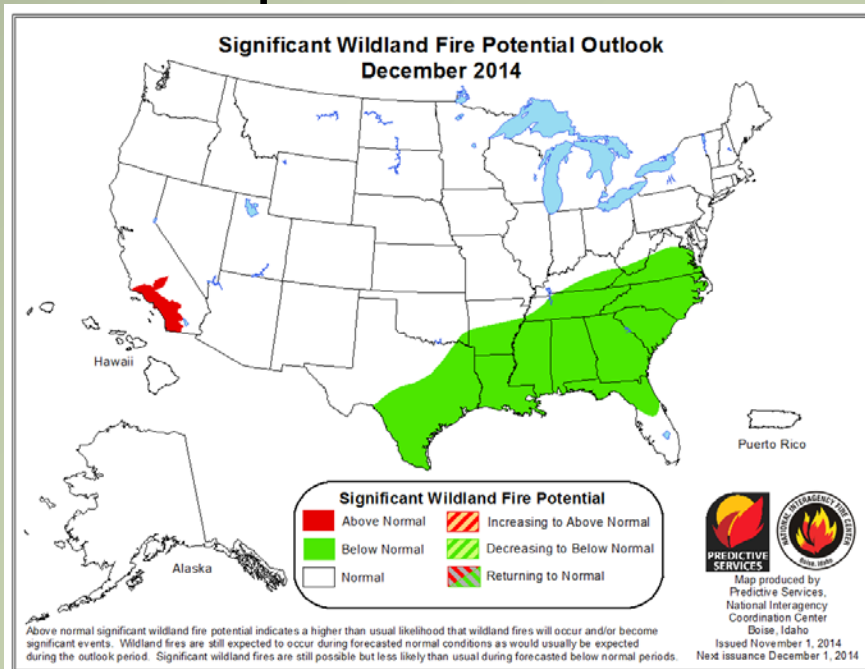 Significant Wildland Fire Potential Outlook
December 2014
Hawaii
Puerto Rico
Alaska
Significant Wildland Fire Potential
Above Normal
Increasing to Above Normal
Below Normal
Decreasing to Below Normal
Normal
Returning to Normal
PREDICTIVE
SERVICES
NATIONAL INTERAGENCY FIRE CENTER
Boise, Idaho
Map produced by
Predictive Services,
National Interagency
Coordination Center
Boise, Idaho
Issued November 1, 2014
Next issuance December 1, 2014
Above normal significant wildland fire potential indicates a higher than usual likelihood that wildland fires will occur and/or become
significant events. Wildland fires are still expected to occur during forecasted normal conditions as would usually be expected
during the outlook period. Significant wildland fires are still possible but less likely than usual during forecasted below normal periods.